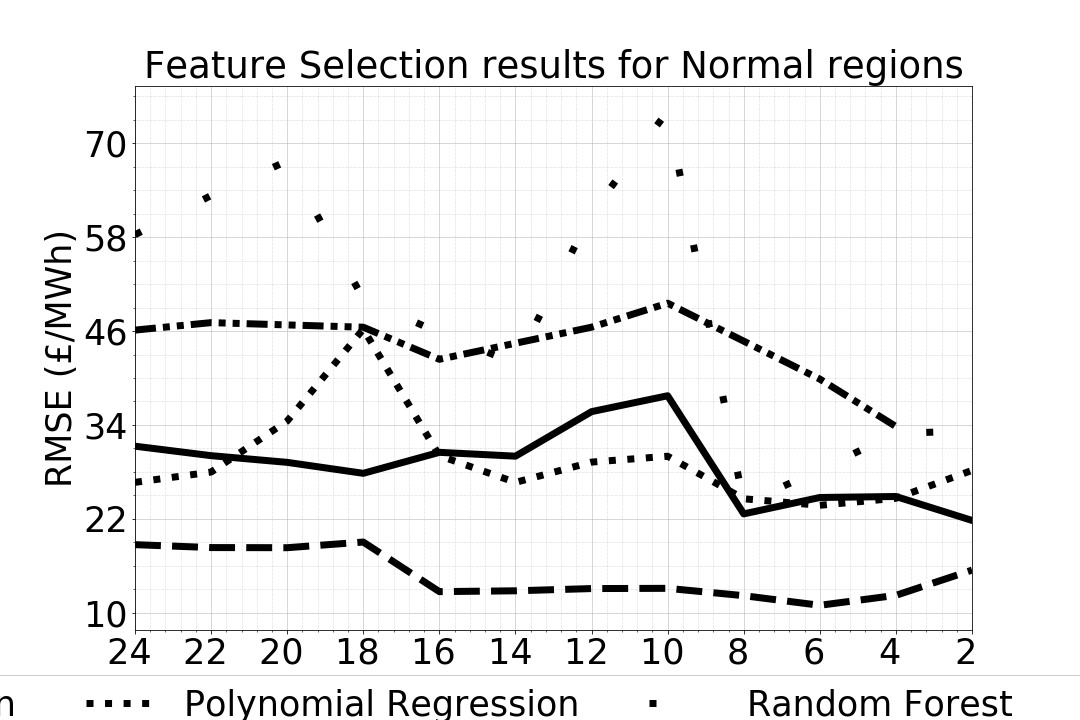 Feature Selection results for Normal regions
RMSE (£/MWh)
70
58
46
34
22
10
24 22 20 18 16 14 12 10 8 6 4 2
n Polynomial Regression Random Forest